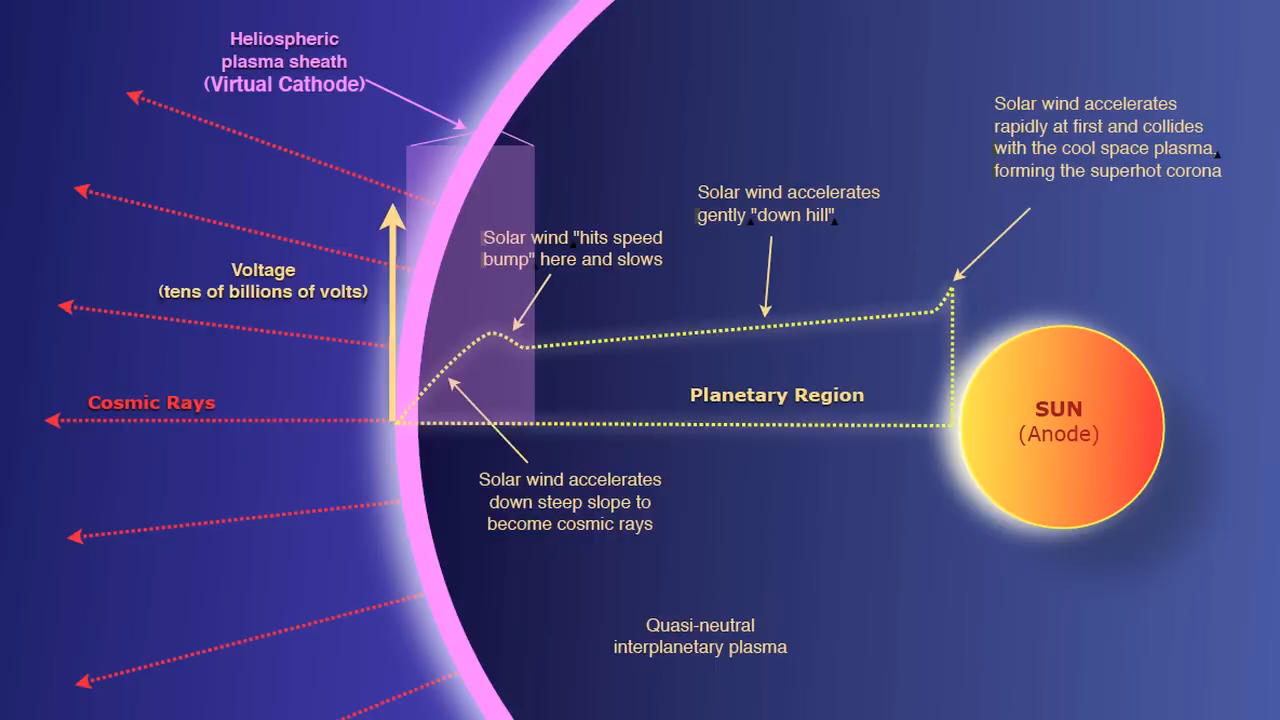 Heliospheric
plasma sheath
(Virtual Cathode)
Solar wind accelerates
rapidly at first and collides
with the cool space plasma,
forming the superhot corona
Solar wind accelerates
gently "down hill"
Solar wind "hits speed
bump" here and slows
Voltage
(tens of billions of volts)
Cosmic Rays
Planetary Region
SUN
(Anode)
Solar wind accelerates
down steep slope to
become cosmic rays
Quasi-neutral
interplanetary plasma